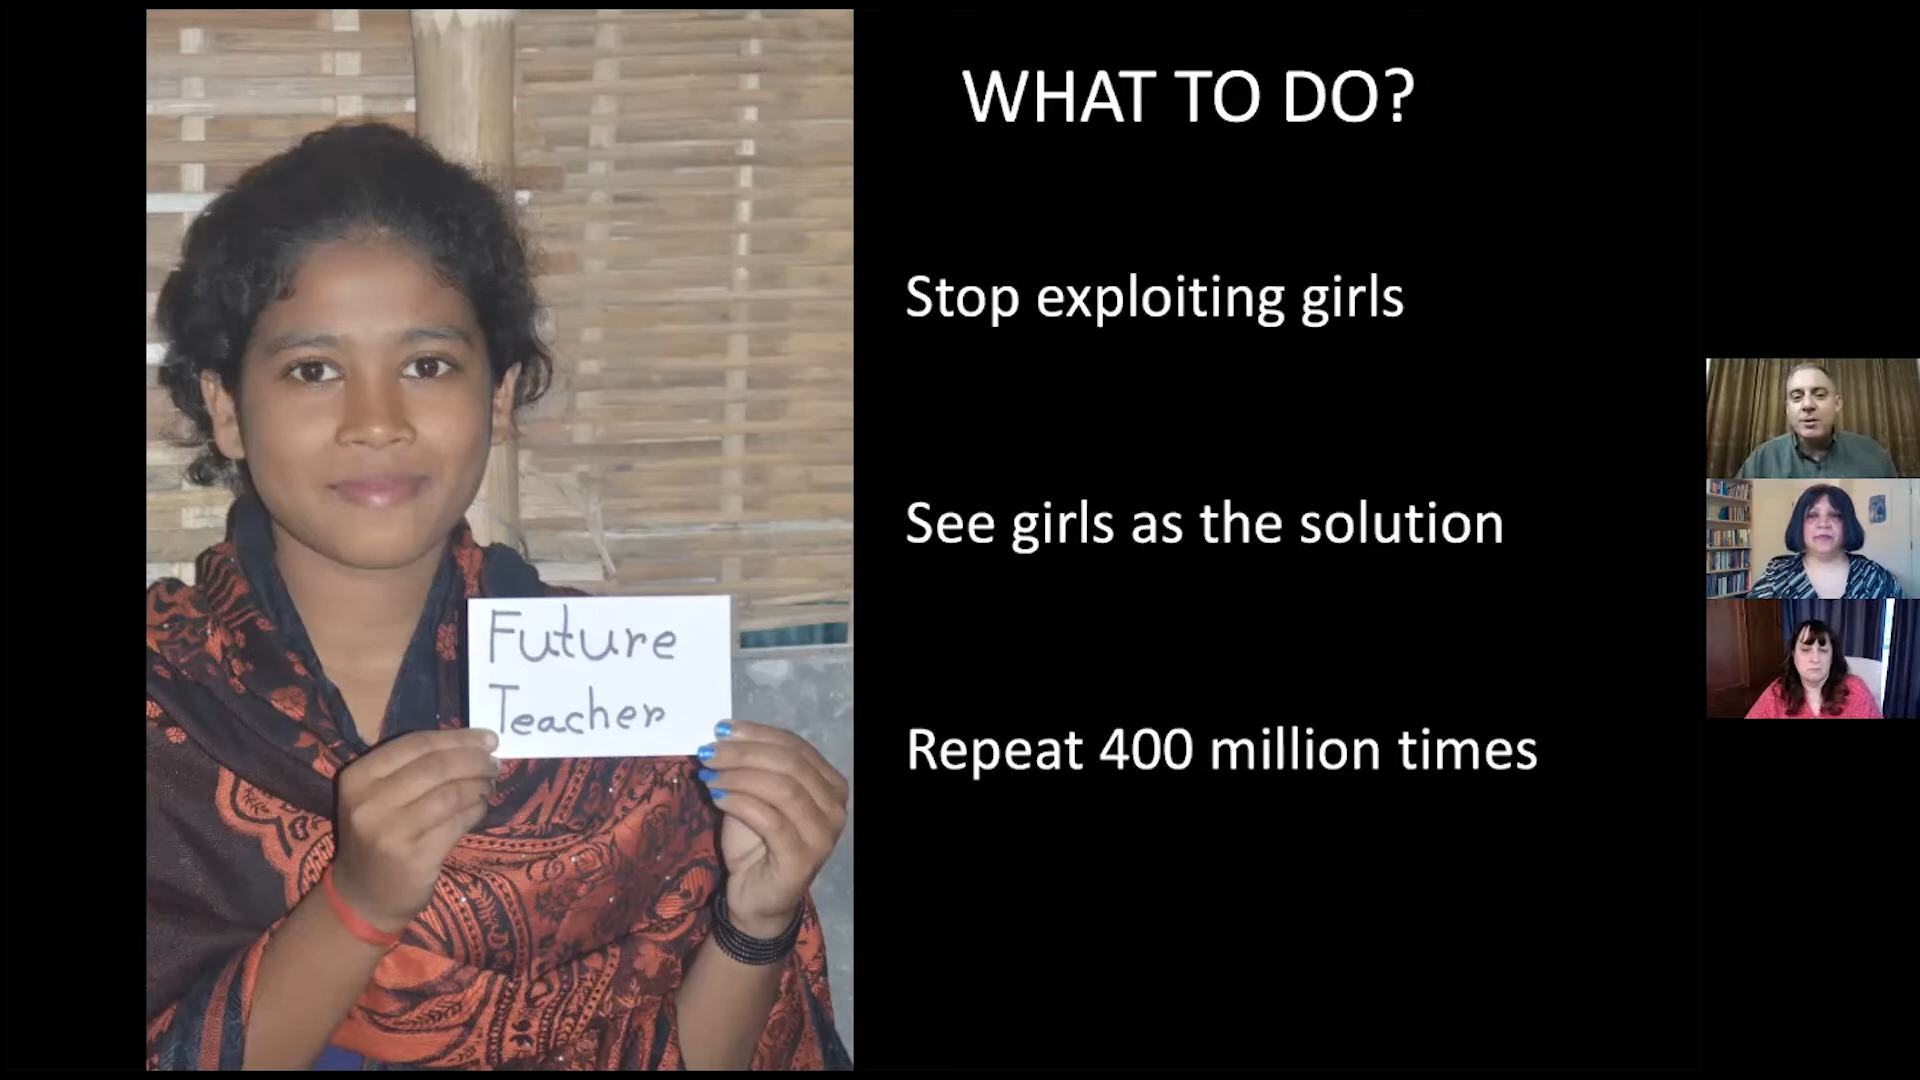 WHAT TO DO?
Stop exploiting girls
See girls as the solution
Repeat 400 million times
Future
Teacher